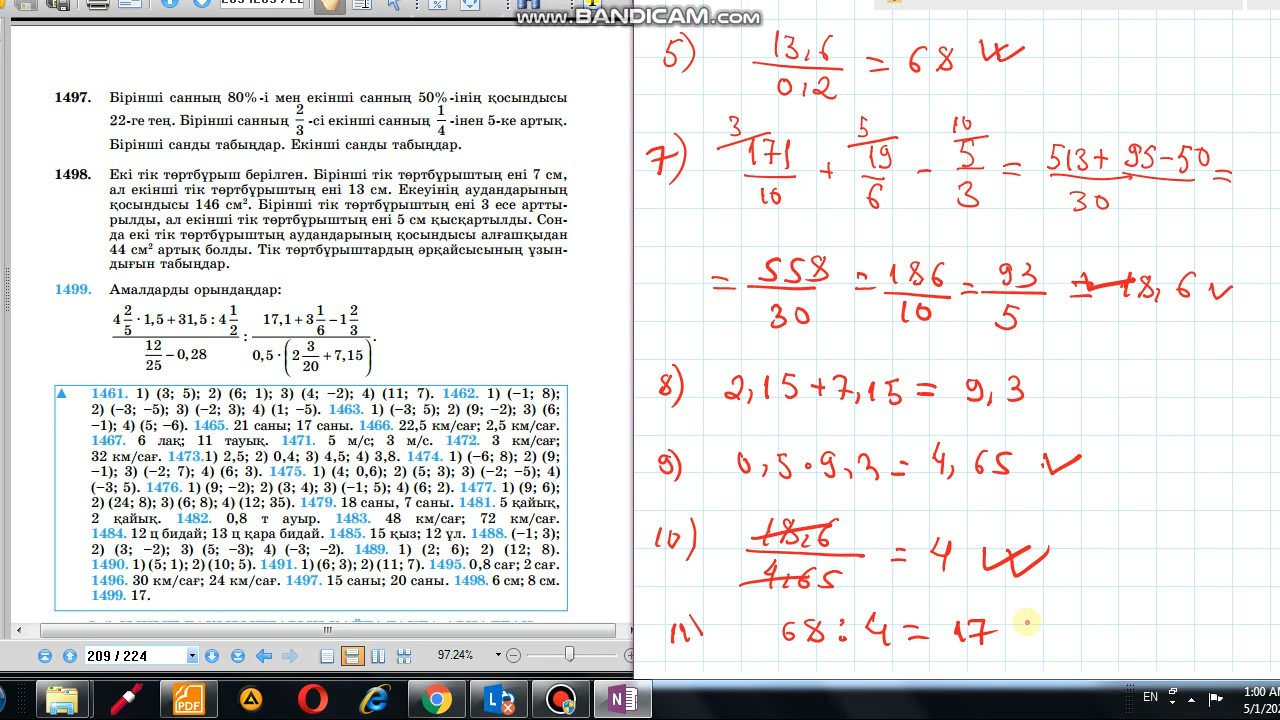 www.BANDICAM.com
1497. Бірінші санның 80%-і мен екінші санның 50%-інің қосындысы
22-ге тең. Бірінші санның 2/3-сі екінші санның 1/4-інен 5-ке артық.
Бірінші санды табыңдар. Екінші санды табыңдар.
1498. Екі тік төртбұрыш берілген. Бірінші тік төртбұрыштың ені 7 см,
ал екінші тік төртбұрыштың ені 13 см. Екеуінің аудандарының
қосындысы 146 см². Бірінші тік төртбұрыштың ені 3 есе артты-
рылды, ал екінші тік төртбұрыштың ені 5 см қысқартылды. Сон-
да екі тік төртбұрыштың аудандарының қосындысы алғашқыдан
44 см² артық болды. Тік төртбұрыштардың әрқайсысының ұзын-
дығын табыңдар.
1499. Амалдарды орындаңдар:
4 2/5 · 1,5 + 31,5 : 4 1/2
12/25 − 0,28
:
17,1 + 3 1/6 − 1 2/3
0,5 · (2 3/20 + 7,15)
.
▲ 1461. 1) (3; 5); 2) (6; 1); 3) (4; −2); 4) (11; 7). 1462. 1) (−1; 8);
2) (−3; −5); 3) (−2; 3); 4) (1; −5). 1463. 1) (−3; 5); 2) (9; −2); 3) (6;
−1); 4) (5; −6). 1465. 21 саны; 17 саны. 1466. 22,5 км/сағ; 2,5 км/сағ.
1467. 6 лақ; 11 тауық. 1471. 5 м/с; 3 м/с. 1472. 3 км/сағ;
32 км/сағ. 1473. 1) 2,5; 2) 0,4; 3) 4,5; 4) 3,8. 1474. 1) (−6; 8); 2) (9;
−1); 3) (−2; 7); 4) (6; 3). 1475. 1) (4; 0,6); 2) (5; 3); 3) (−2; −5); 4)
(−3; 5). 1476. 1) (9; −2); 2) (3; 4); 3) (−1; 5); 4) (6; 2). 1477. 1) (9; 6);
2) (24; 8); 3) (6; 8); 4) (12; 35). 1479. 18 саны, 7 саны. 1481. 5 қайық,
2 қайық. 1482. 0,8 т ауыр. 1483. 48 км/сағ; 72 км/сағ.
1484. 12 ц бидай; 13 ц қара бидай. 1485. 15 қыз; 12 ұл. 1488. (−1; 3);
2) (3; −2); 3) (5; −3); 4) (−3; −2). 1489. 1) (2; 6); 2) (12; 8).
1490. 1) (5; 1); 2) (10; 5). 1491. 1) (6; 3); 2) (11; 7). 1495. 0,8 сағ; 2 сағ.
1496. 30 км/сағ; 24 км/сағ. 1497. 15 саны; 20 саны. 1498. 6 см; 8 см.
1499. 17.
209 / 224
97.24%
5) 13,6/0,2 = 68
3 5 10
7) 171/10 + 19/6 − 5/3 = 513+95−50/30 =
= 558/30 = 186/10 = 93/5 = 18,6
8) 2,15+7,15 = 9,3
9) 0,5·9,3 = 4,65
10) 18,6/4,65 = 4
11) 68 : 4 = 17
PDF
EN
1:00 AM